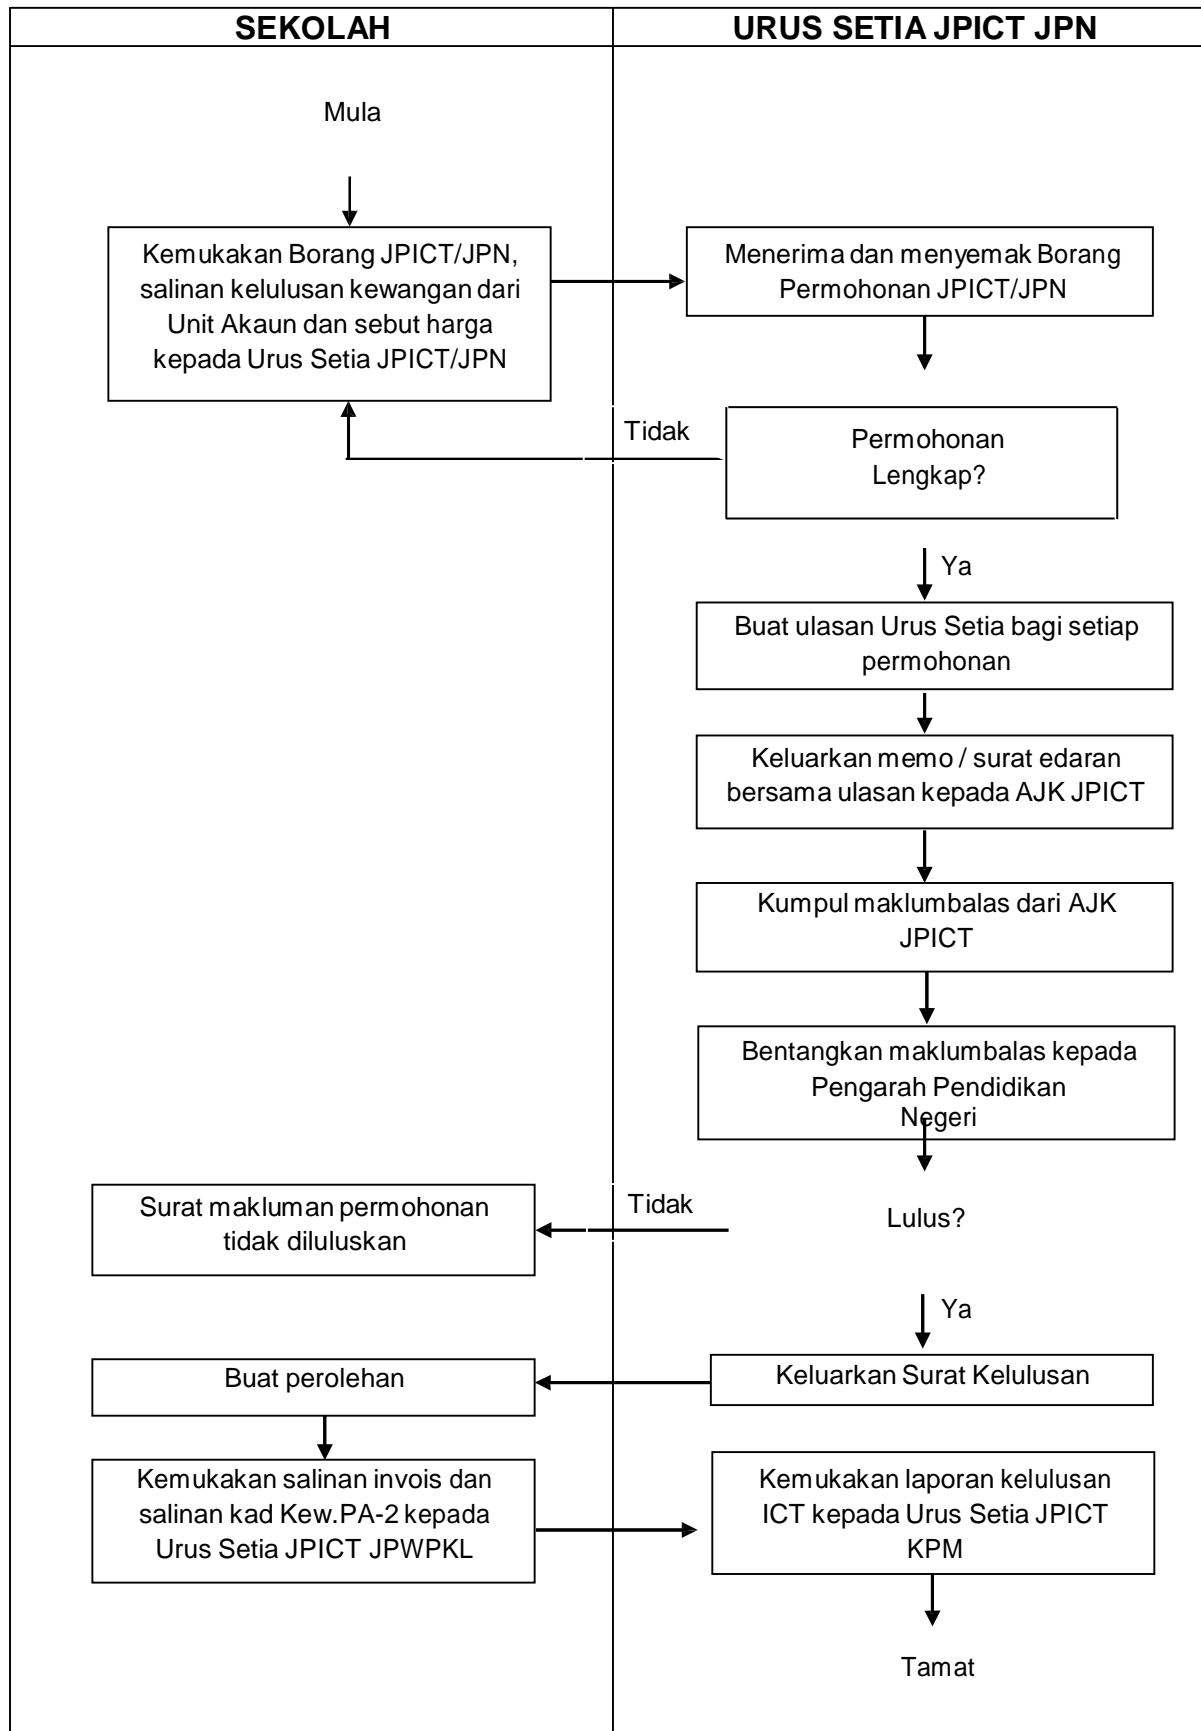 SEKOLAH
URUS SETIA JPICT JPN
Mula
Kemukakan Borang JPICT/JPN,
salinan kelulusan kewangan dari
Unit Akaun dan sebut harga
kepada Urus Setia JPICT/JPN
Menerima dan menyemak Borang
Permohonan JPICT/JPN
Tidak
Permohonan
Lengkap?
Ya
Buat ulasan Urus Setia bagi setiap
permohonan
Keluarkan memo / surat edaran
bersama ulasan kepada AJK JPICT
Kumpul maklumbalas dari AJK
JPICT
Bentangkan maklumbalas kepada
Pengarah Pendidikan
Negeri
Surat makluman permohonan
tidak diluluskan
Tidak
Lulus?
Ya
Buat perolehan
Keluarkan Surat Kelulusan
Kemukakan salinan invois dan
salinan kad Kew.PA-2 kepada
Urus Setia JPICT JPWPKL
Kemukakan laporan kelulusan
ICT kepada Urus Setia JPICT
KPM
Tamat